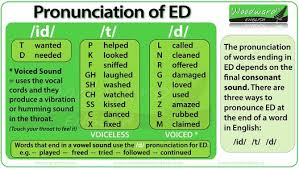 Pronunciation of ED
Woodward
ENGLISH
/id/
/t/
/d/
T wanted
D needed
* Voiced Sound
= uses the vocal
cords and they
produce a vibration
or humming sound
in the throat.
(Touch your throat to feel it)
P helped
K looked
F sniffed
GH laughed
SH washed
CH watched
SS kissed
C danced
X fixed
VOICELESS
L called
N cleaned
R offered
G damaged
V loved
S used
Z amazed
B rubbed
M claimed
VOICED *
Words that end in a vowel sound use the /d/ pronunciation for ED
e.g. played -- freed -- tried -- followed -- continued
The pronunciation
of words ending in
ED depends on the
final consonant
sound. There are
three ways to
pronounce ED at
the end of a word
in English:
/id/ /t/ /d/